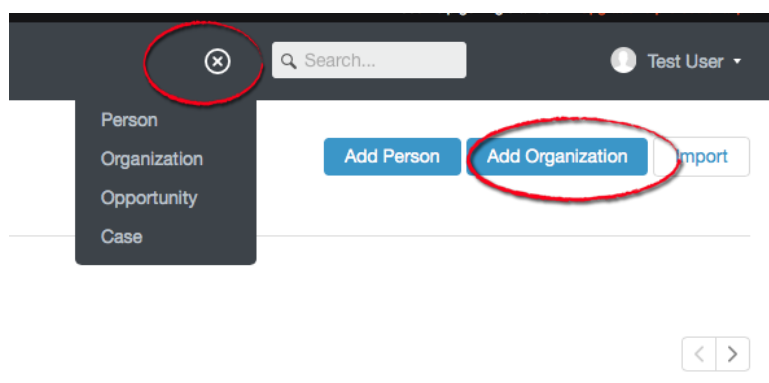 Search...
Test User
Person
Organization
Opportunity
Case
Add Person
Add Organization
Import